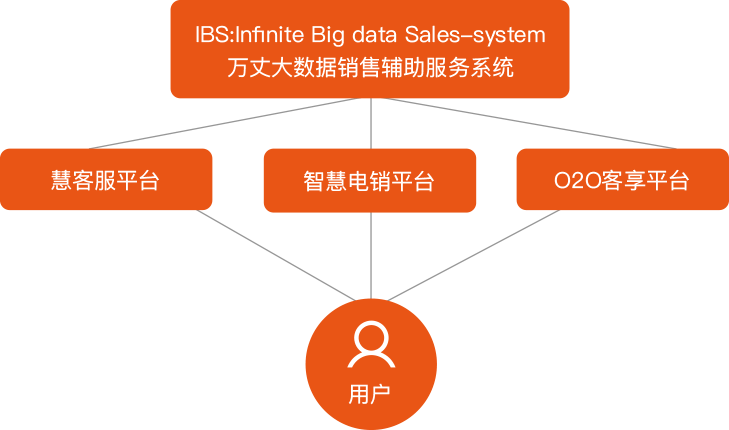 IBS:Infinite Big data Sales-system
万丈大数据销售辅助服务系统
慧客服平台
智慧电销平台
O2O客享平台
用户